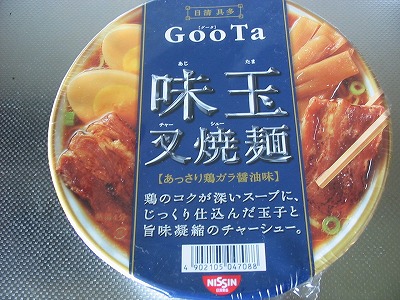 日清 具多
GooTa
[グータ]
あじ たま
味玉
チャー シュー
叉焼麺
【あっさり鶏ガラ醤油味】
鶏のコクが深いスープに、
じっくり仕込んだ玉子と
旨味凝縮のチャーシュー。
4 902105 047088
NISSIN